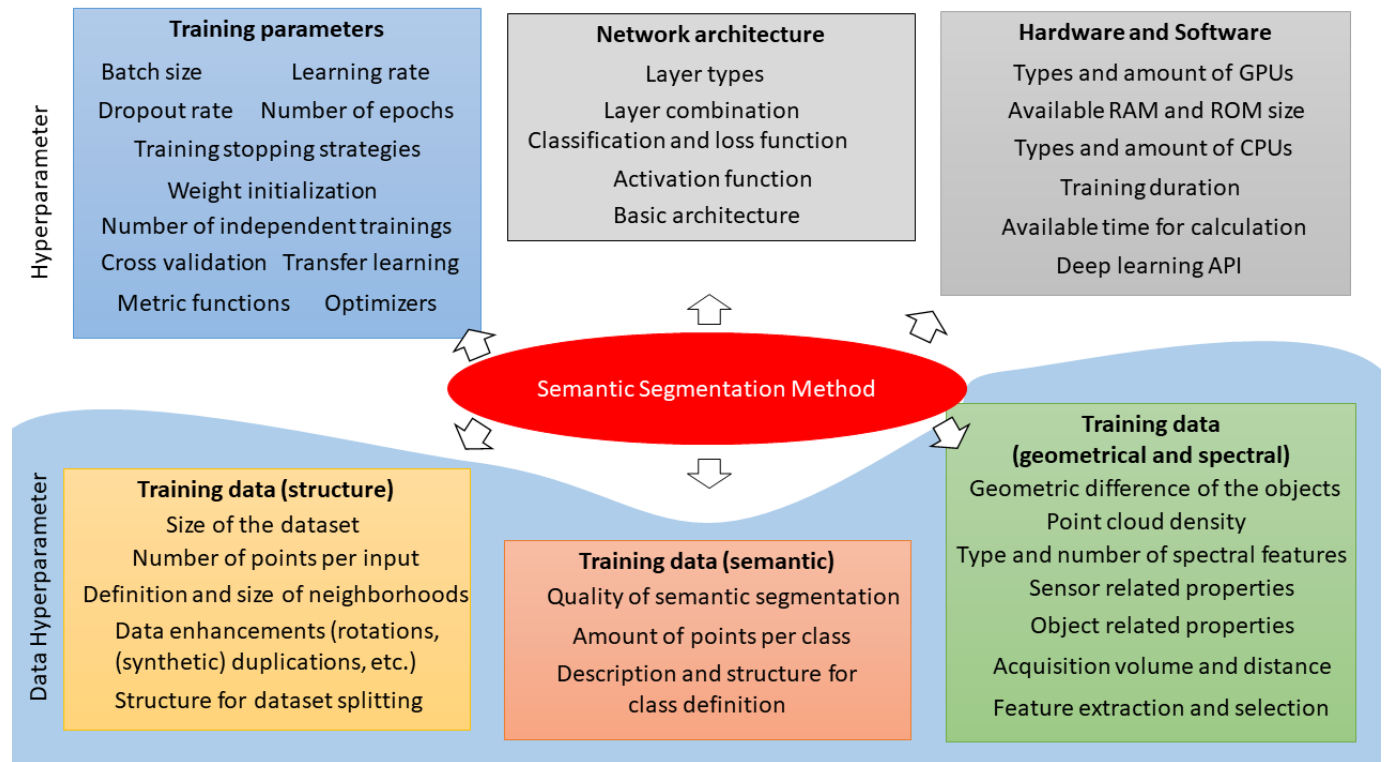 Hyperparameter
Training parameters
Batch size
Learning rate
Dropout rate
Number of epochs
Training stopping strategies
Weight initialization
Number of independent trainings
Cross validation
Transfer learning
Metric functions
Optimizers
Network architecture
Layer types
Layer combination
Classification and loss function
Activation function
Basic architecture
Hardware and Software
Types and amount of GPUs
Available RAM and ROM size
Types and amount of CPUs
Training duration
Available time for calculation
Deep learning API
Semantic Segmentation Method
Data Hyperparameter
Training data (structure)
Size of the dataset
Number of points per input
Definition and size of neighborhoods
Data enhancements (rotations,
(synthetic) duplications, etc.)
Structure for dataset splitting
Training data (semantic)
Quality of semantic segmentation
Amount of points per class
Description and structure for
class definition
Training data
(geometrical and spectral)
Geometric difference of the objects
Point cloud density
Type and number of spectral features
Sensor related properties
Object related properties
Acquisition volume and distance
Feature extraction and selection